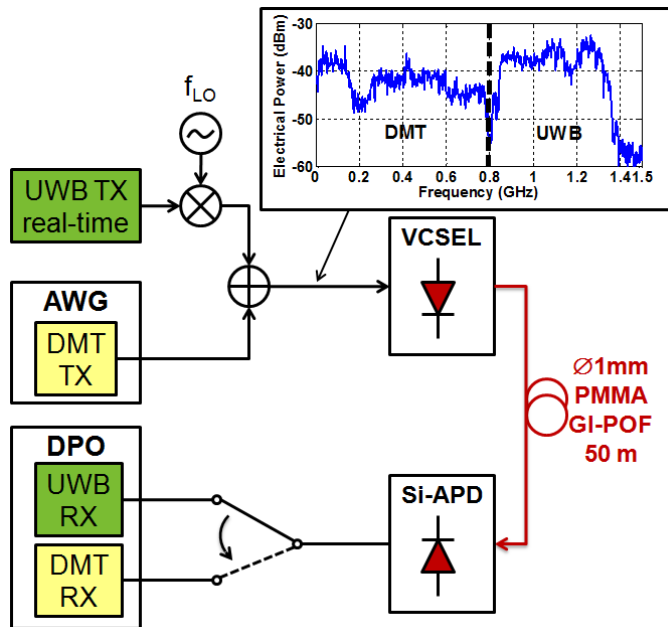 -30
-40
-50
-60
Electrical Power (dBm)
DMT
UWB
0 0.2 0.4 0.6 0.8 1 1.2 1.41.5
Frequency (GHz)
fLO
UWB TX
real-time
VCSEL
AWG
DMT
TX
Ø1mm
PMMA
GI-POF
50 m
DPO
UWB
RX
DMT
RX
Si-APD